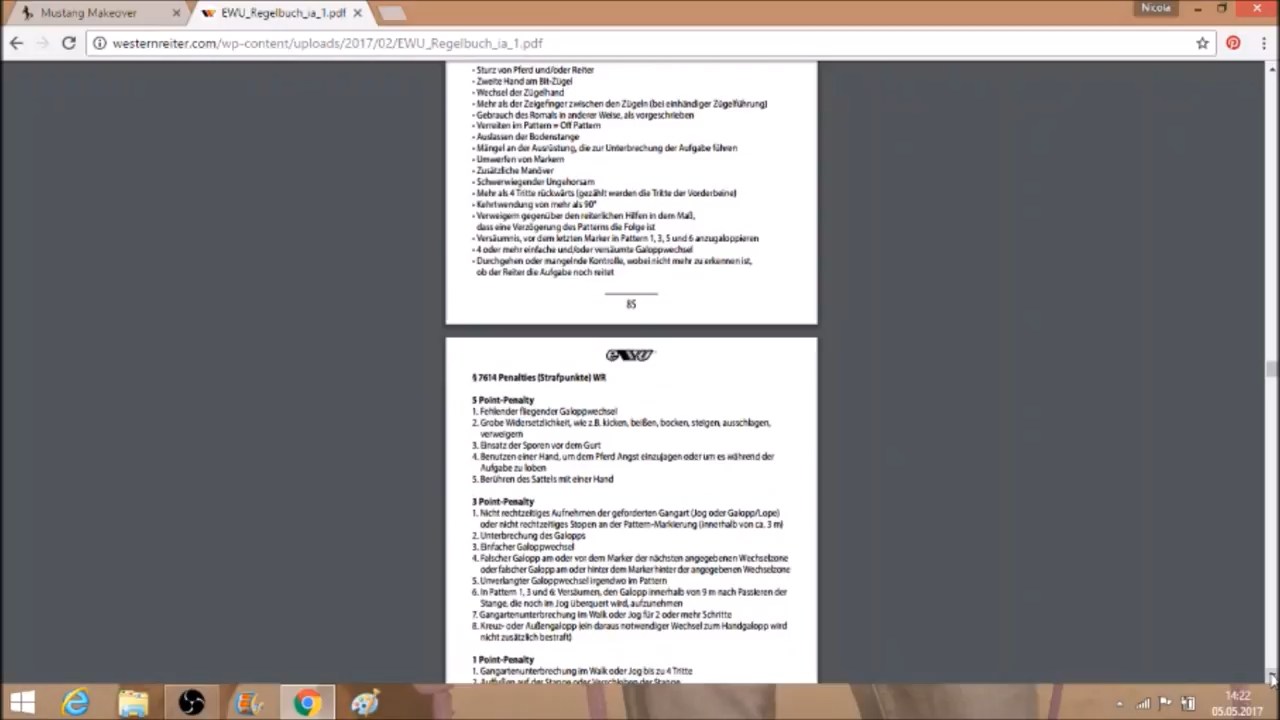 Mustang Makeover
EWU_Regelbuch_ia_1.pdf
Nicola
westernreiter.com/wp-content/uploads/2017/02/EWU_Regelbuch_ia_1.pdf
- Sturz von Pferd und/oder Reiter
- Zweite Hand am Bit-Zügel
- Wechsel der Zügelhand
- Mehr als der Zeigefinger zwischen den Zügeln (bei einhändiger Zügelführung)
- Gebrauch des Romals in anderer Weise, als vorgeschrieben
- Verreiten im Pattern = Off Pattern
- Auslassen der Bodenstange
- Mängel an der Ausrüstung, die zur Unterbrechung der Aufgabe führen
- Umwerfen von Markern
- Zusätzliche Manöver
- Schwerwiegender Ungehorsam
- Mehr als 4 Tritte rückwärts (gezählt werden die Tritte der Vorderbeine)
- Kehrtwendung von mehr als 90°
- Verweigern gegenüber den reiterlichen Hilfen in dem Maß,
dass eine Verzögerung des Patterns die Folge ist
- Versäumnis, vor dem letzten Marker in Pattern 1, 3, 5 und 6 anzugaloppieren
- 4 oder mehr einfache und/oder versäumte Galoppwechsel
- Durchgehen oder mangelnde Kontrolle, wobei nicht mehr zu erkennen ist,
ob der Reiter die Aufgabe noch reitet
85
ewu
§ 7614 Penalties (Strafpunkte) WR
5 Point-Penalty
1. Fehlender fliegender Galoppwechsel
2. Grobe Widersetzlichkeit, wie z.B. kicken, beißen, bocken, steigen, ausschlagen,
verweigern
3. Einsatz der Sporen vor dem Gurt
4. Benutzen einer Hand, um dem Pferd Angst einzujagen oder um es während der
Aufgabe zu loben
5. Berühren des Sattels mit einer Hand
3 Point-Penalty
1. Nicht rechtzeitiges Aufnehmen der geforderten Gangart (Jog oder Galopp/Lope)
oder nicht rechtzeitiges Stopen an der Pattern-Markierung (innerhalb von ca. 3 m)
2. Unterbrechung des Galopps
3. Einfacher Galoppwechsel
4. Falscher Galopp am oder vor dem Marker der nächsten angegebenen Wechselzone
oder falscher Galopp am oder hinter dem Marker hinter der angegebenen Wechselzone
5. Unverlangter Galoppwechsel irgendwo im Pattern
6. In Pattern 1, 3 und 6: Versäumen, den Galopp innerhalb von 9 m nach Passieren der
Stange, die noch im Jog überquert wird, aufzunehmen
7. Gangartenunterbrechung im Walk oder Jog für 2 oder mehr Schritte
8. Kreuz- oder Außengalopp (ein daraus notwendiger Wechsel zum Handgalopp wird
nicht zusätzlich bestraft)
1 Point-Penalty
1. Gangartenunterbrechung im Walk oder Jog bis zu 4 Tritte
auf der Stange oder Verschieben der Stange
14:22
05.05.2017